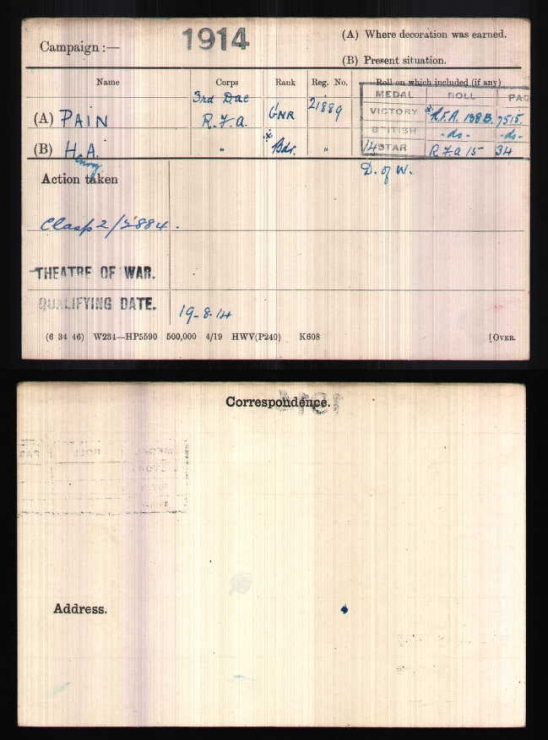 Campaign :—
1914
(A) Where decoration was earned.
(B) Present situation.
Name Corps Rank Reg. No. Roll on which included (if any)
MEDAL ROLL PAG
(A) PAIN 3rd Dac R.F.A. GNR 21889
VICTORY *R.F.A. 138B. 7515.
BRITISH -do- -do-
(B) H.A. " * Bdr. "
Henry
14 STAR R.F.A 15 34
Action taken
D. of W.
Clasp 2/5884.
THEATRE OF WAR.
QUALIFYING DATE. 19-8-14
(6 34 46) W234—HP5590 500,000 4/19 HWV(P240) K608 [OVER.
Correspondence.
Address.